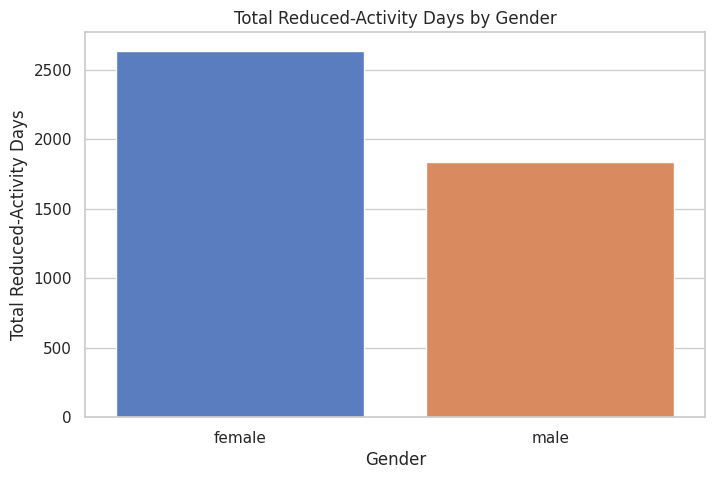 Total Reduced-Activity Days by Gender
Total Reduced-Activity Days
2500
2000
1500
1000
500
0
female
male
Gender